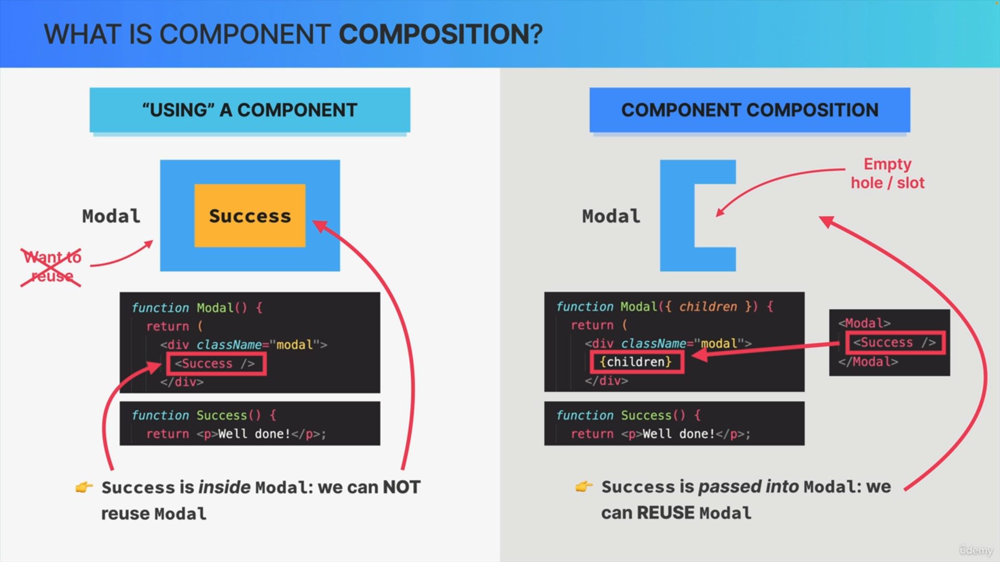 WHAT IS COMPONENT COMPOSITION?
“USING” A COMPONENT
Modal
Success
Want to
reuse
function Modal() {
return (
<div className="modal">
<Success />
</div>
function Success() {
return <p>Well done!</p>;
👉 Success is inside Modal: we can NOT
reuse Modal
COMPONENT COMPOSITION
Empty
hole / slot
Modal
function Modal({ children }) {
return (
<div className="modal">
{children}
</div>
<Modal>
<Success />
</Modal>
function Success() {
return <p>Well done!</p>;
👉 Success is passed into Modal: we
can REUSE Modal
ûdemy